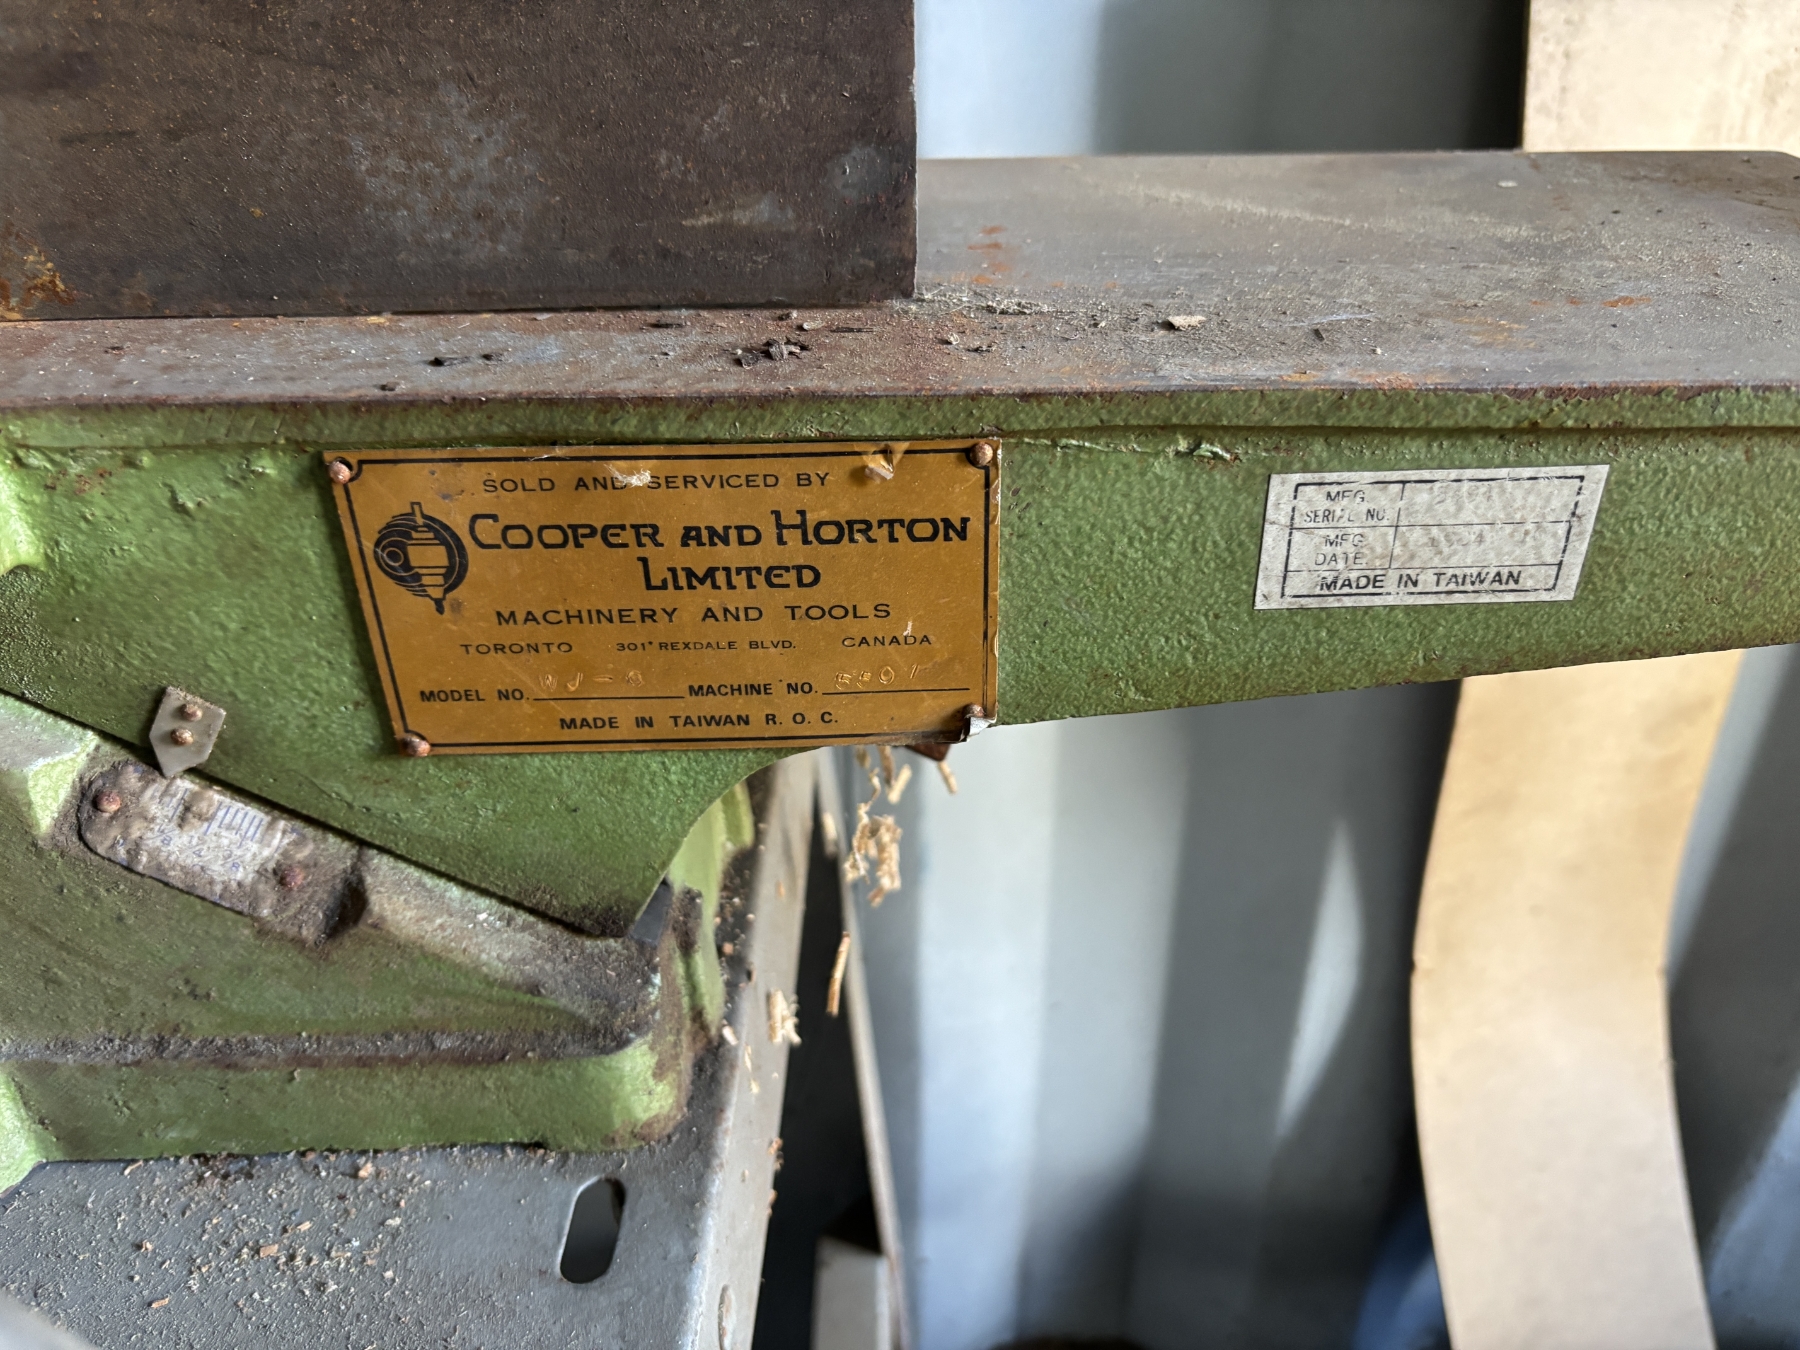 SOLD AND SERVICED BY
COOPER AND HORTON
LIMITED
MACHINERY AND TOOLS
TORONTO 301 REXDALE BLVD. CANADA
MODEL NO. MACHINE NO.
MADE IN TAIWAN R. O. C.
MFG.
SERIAL NO.
MFG.
DATE
MADE IN TAIWAN